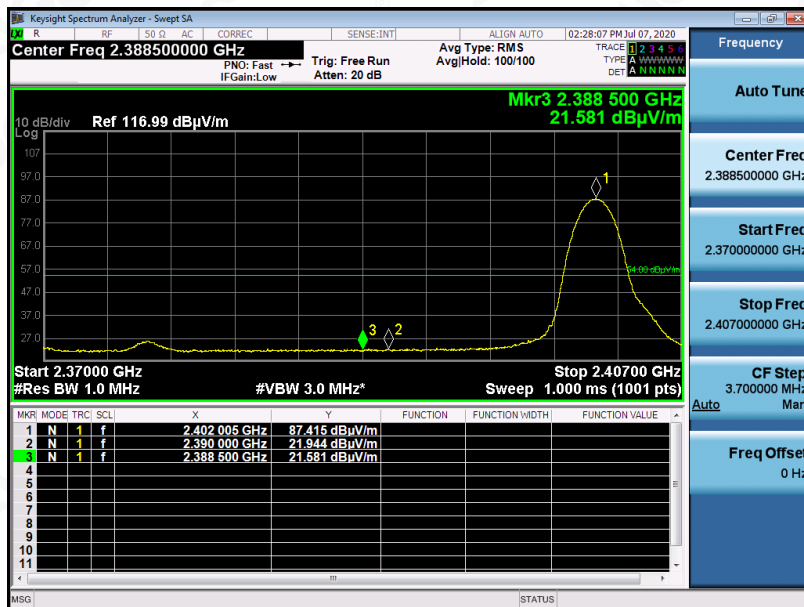 Keysight Spectrum Analyzer - Swept SA
LXI R RF 50 Ω AC CORREC SENSE:INT ALIGN AUTO 02:28:07 PM Jul 07, 2020
Center Freq 2.388500000 GHz
PNO: Fast
IFGain:Low
Trig: Free Run
Atten: 20 dB
Avg Type: RMS
Avg|Hold: 100/100
TRACE 1 2 3 4 5 6
TYPE A WWWWW
DET A N N N N N
Mkr3 2.388 500 GHz
21.581 dBµV/m
10 dB/div Ref 116.99 dBµV/m
Log
107
97.0
87.0
77.0
67.0
57.0
47.0
37.0
27.0
1
54.00 dBµV/m
3
2
Start 2.37000 GHz Stop 2.40700 GHz
#Res BW 1.0 MHz #VBW 3.0 MHz* Sweep 1.000 ms (1001 pts)
MKR MODE TRC SCL X Y FUNCTION FUNCTION WIDTH FUNCTION VALUE
1 N 1 f 2.402 005 GHz 87.415 dBµV/m
2 N 1 f 2.390 000 GHz 21.944 dBµV/m
3 N 1 f 2.388 500 GHz 21.581 dBµV/m
4
5
6
7
8
9
10
11
MSG STATUS
Frequency
Auto Tune
Center Freq
2.388500000 GHz
Start Freq
2.370000000 GHz
Stop Freq
2.407000000 GHz
CF Step
3.700000 MHz
Auto Man
Freq Offset
0 Hz